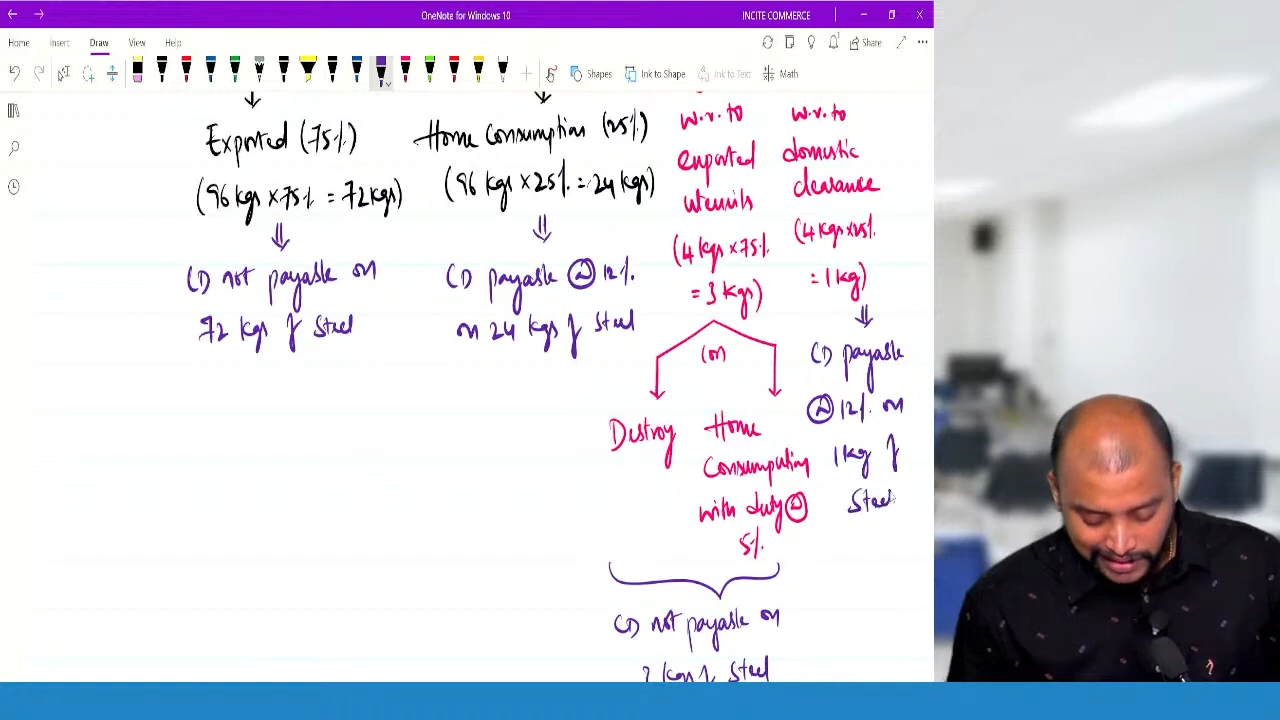 OneNote for Windows 10
INCITE COMMERCE
Home Insert Draw View Help
Share
Shapes
Ink to Shape
Ink to Text
Math
Exported (75%)
(96 kgs x 75% = 72 kgs)
CD not payable on
72 kgs of Steel
Home Consumption (25%)
(96 kgs x 25% = 24 kgs)
CD payable @ 12%
on 24 kgs of Steel
w.r.to
exported
utensils
(4 kgs x 75%
= 3 kgs)
(or)
Destroy
Home
Consumption
with duty @
5%
CD not payable on
3 kgs of Steel
w.r.to
domestic
clearance
(4 kgs x 25%
= 1 kg)
CD payable
@ 12% on
1 kg of
Steel